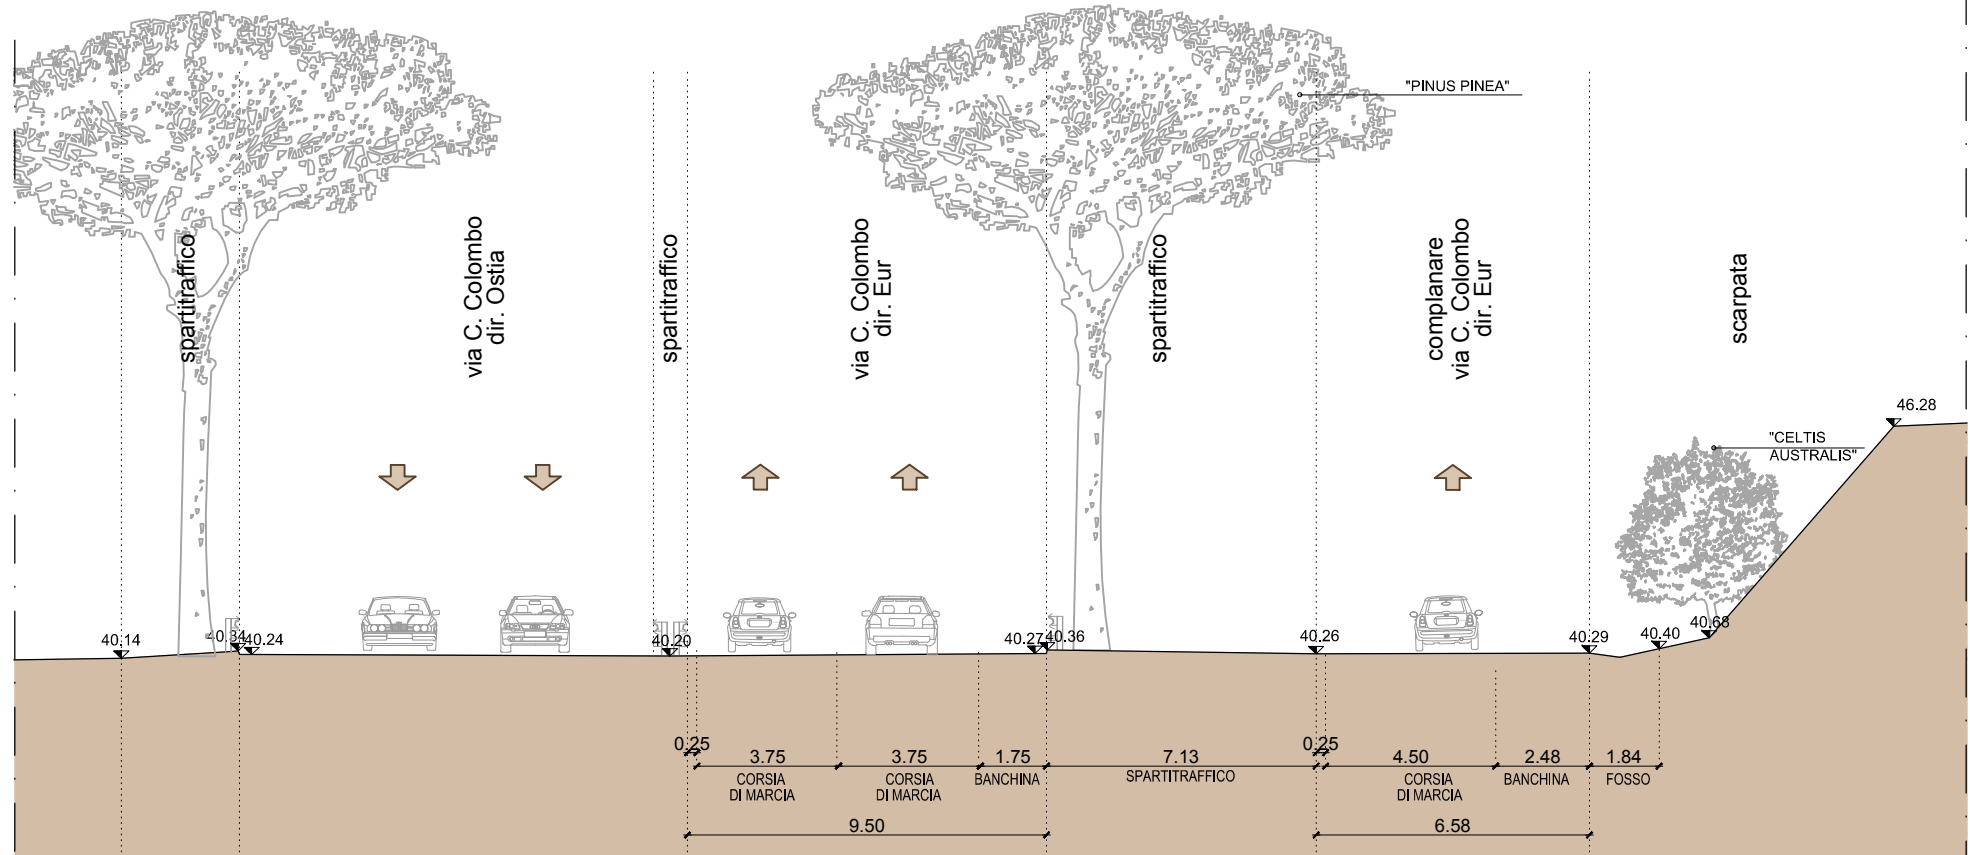 "PINUS PINEA"
spartitraffico
via C. Colombo
dir. Ostia
spartitraffico
via C. Colombo
dir. Eur
spartitraffico
complanare
via C. Colombo
dir. Eur
scarpata
46.28
"CELTIS
AUSTRALIS"
40.14
40.34
40.24
40.20
40.27
40.36
40.26
40.29
40.40
40.68
0.25
3.75
CORSIA
DI MARCIA
3.75
CORSIA
DI MARCIA
1.75
BANCHINA
7.13
SPARTITRAFFICO
0.25
4.50
CORSIA
DI MARCIA
2.48
BANCHINA
1.84
FOSSO
9.50
6.58